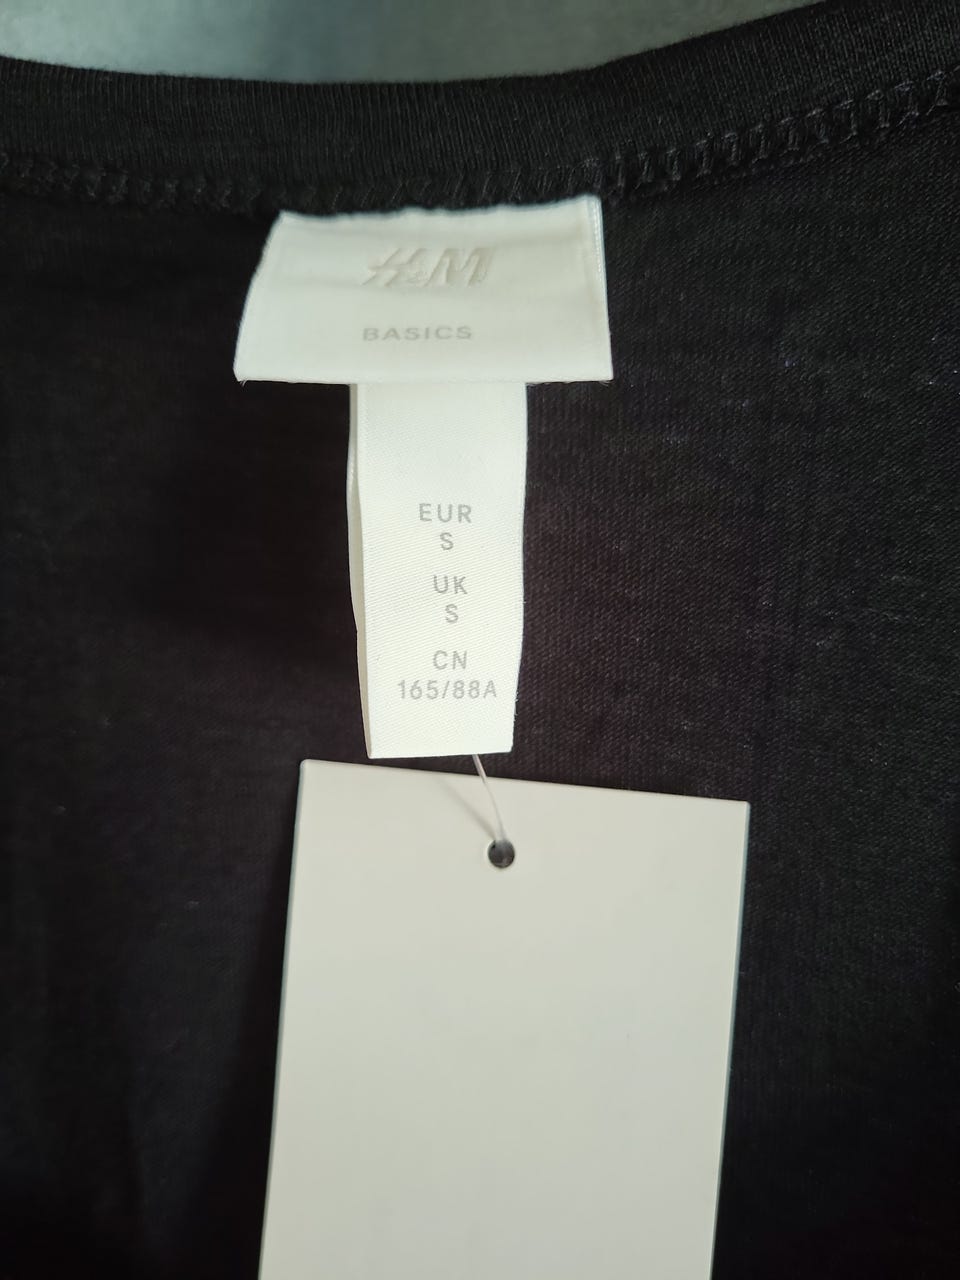 H&M
BASICS
EUR
S
UK
S
CN
165/88A